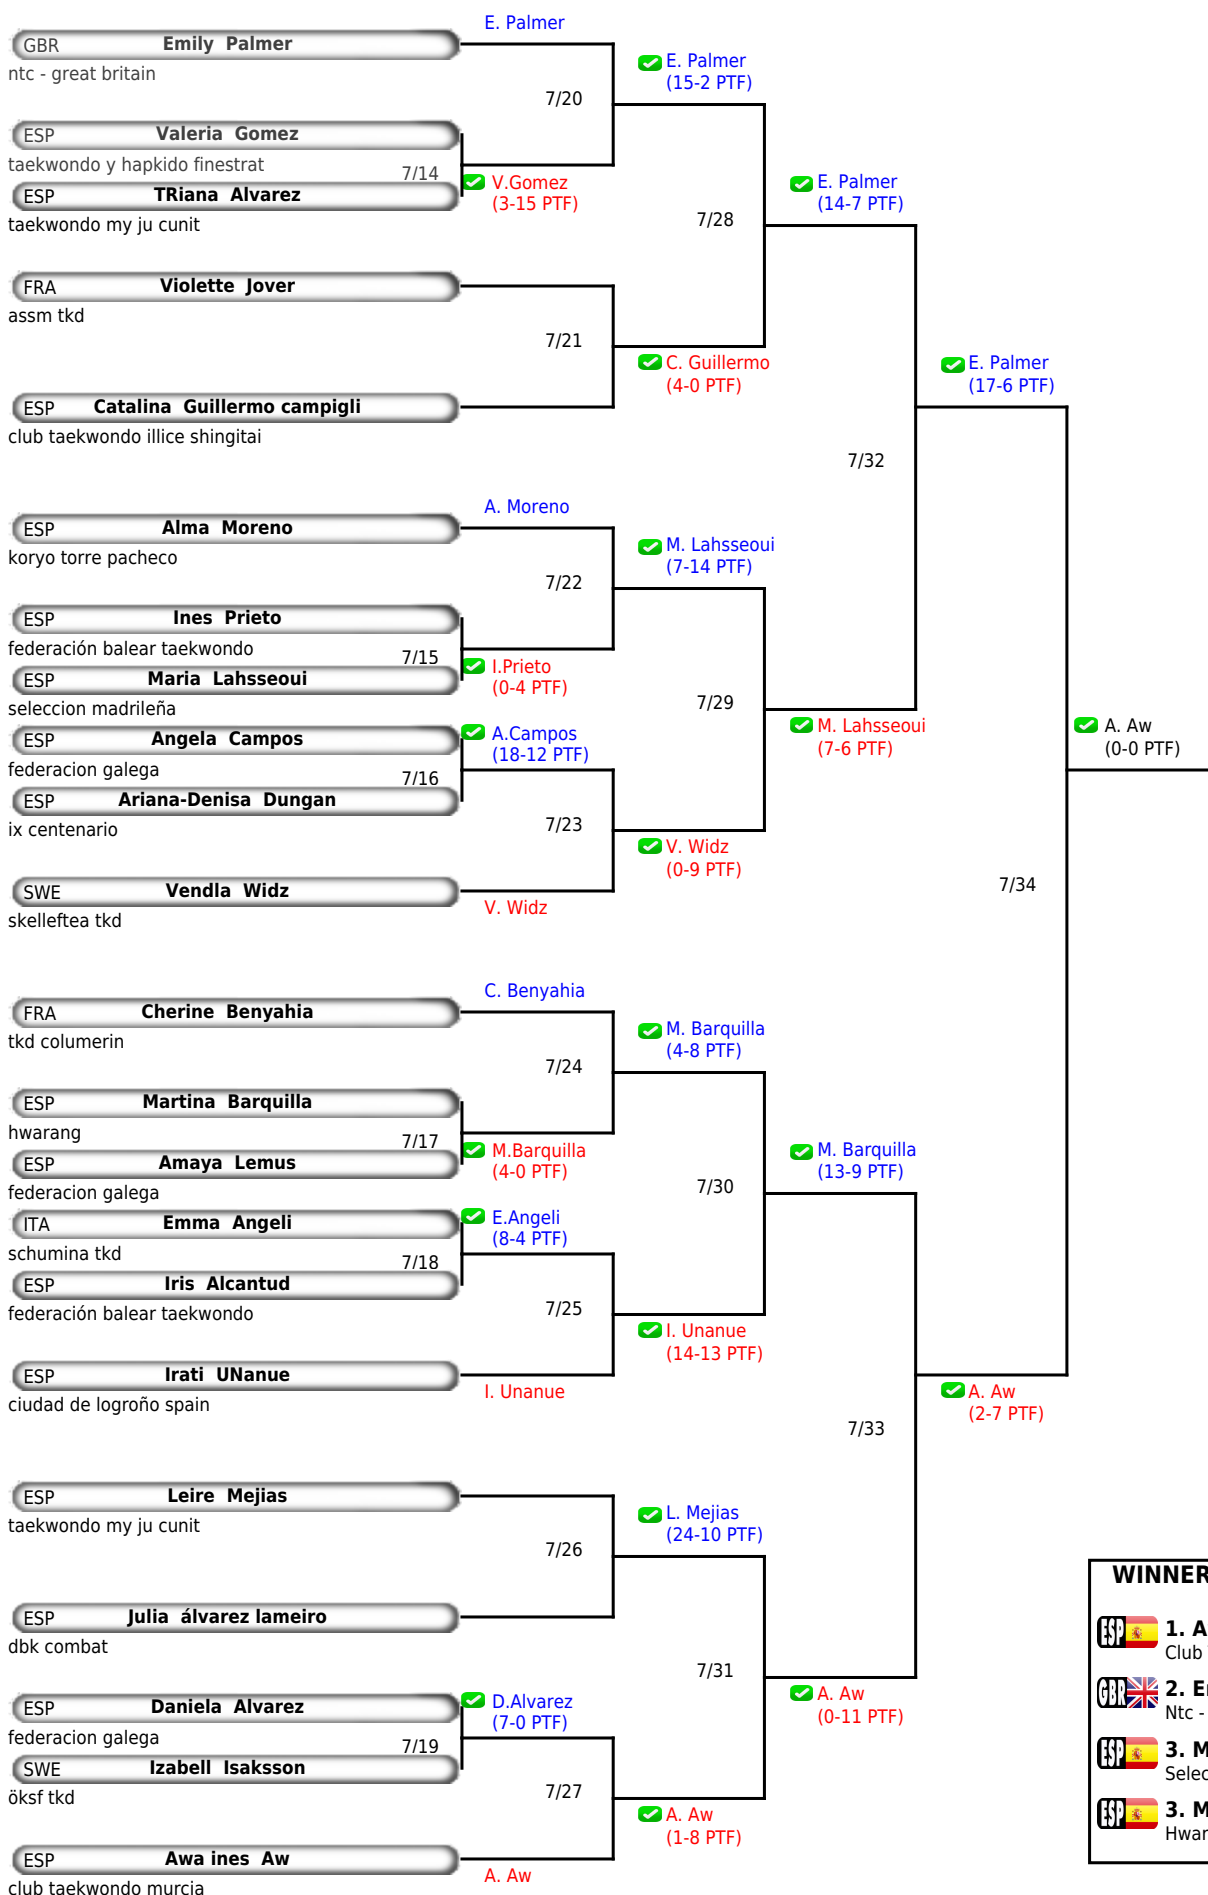 E. Palmer
GBR Emily Palmer
ntc - great britain
E. Palmer
(15-2 PTF)
7/20
ESP Valeria Gomez
taekwondo y hapkido finestrat
7/14
V.Gomez
(3-15 PTF)
ESP TRiana Alvarez
taekwondo my ju cunit
E. Palmer
(14-7 PTF)
7/28
FRA Violette Jover
assm tkd
7/21
C. Guillermo
(4-0 PTF)
ESP Catalina Guillermo campigli
club taekwondo illice shingitai
E. Palmer
(17-6 PTF)
7/32
A. Moreno
ESP Alma Moreno
koryo torre pacheco
M. Lahsseoui
(7-14 PTF)
7/22
ESP Ines Prieto
federación balear taekwondo
7/15
I.Prieto
(0-4 PTF)
ESP Maria Lahsseoui
seleccion madrileña
7/29
M. Lahsseoui
(7-6 PTF)
ESP Angela Campos
federacion galega
A.Campos
(18-12 PTF)
7/16
ESP Ariana-Denisa Dungan
ix centenario
7/23
V. Widz
(0-9 PTF)
SWE Vendla Widz
skelleftea tkd
V. Widz
A. Aw
(0-0 PTF)
7/34
C. Benyahia
FRA Cherine Benyahia
tkd columerin
M. Barquilla
(4-8 PTF)
7/24
ESP Martina Barquilla
hwarang
7/17
M.Barquilla
(4-0 PTF)
ESP Amaya Lemus
federacion galega
M. Barquilla
(13-9 PTF)
7/30
ITA Emma Angeli
schumina tkd
E.Angeli
(8-4 PTF)
7/18
ESP Iris Alcantud
federación balear taekwondo
7/25
I. Unanue
(14-13 PTF)
ESP Irati UNanue
ciudad de logroño spain
I. Unanue
A. Aw
(2-7 PTF)
7/33
ESP Leire Mejias
taekwondo my ju cunit
L. Mejias
(24-10 PTF)
7/26
ESP Julia álvarez lameiro
dbk combat
7/31
A. Aw
(0-11 PTF)
ESP Daniela Alvarez
federacion galega
D.Alvarez
(7-0 PTF)
7/19
SWE Izabell Isaksson
öksf tkd
7/27
A. Aw
(1-8 PTF)
ESP Awa ines Aw
club taekwondo murcia
A. Aw
WINNER
ESP 1. A
Club
GBR 2. E
Ntc -
ESP 3. M
Selec
ESP 3. M
Hwar